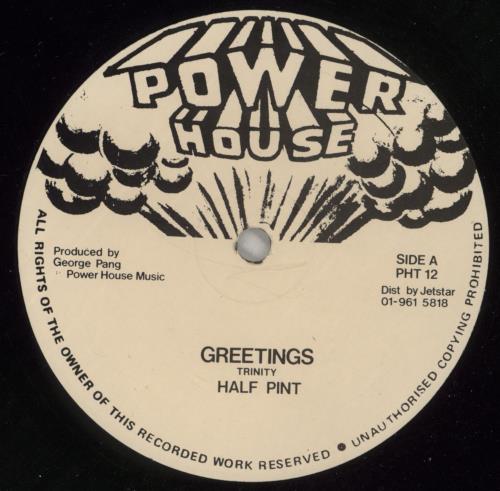 POWER
HOUSE
Produced by
George Pang
Power House Music
SIDE A
PHT 12
Dist by Jetstar
01-961 5818
GREETINGS
TRINITY
HALF PINT
ALL RIGHTS OF THE OWNER OF THIS RECORDED WORK RESERVED ● UNAUTHORISED COPYING PROHIBITED